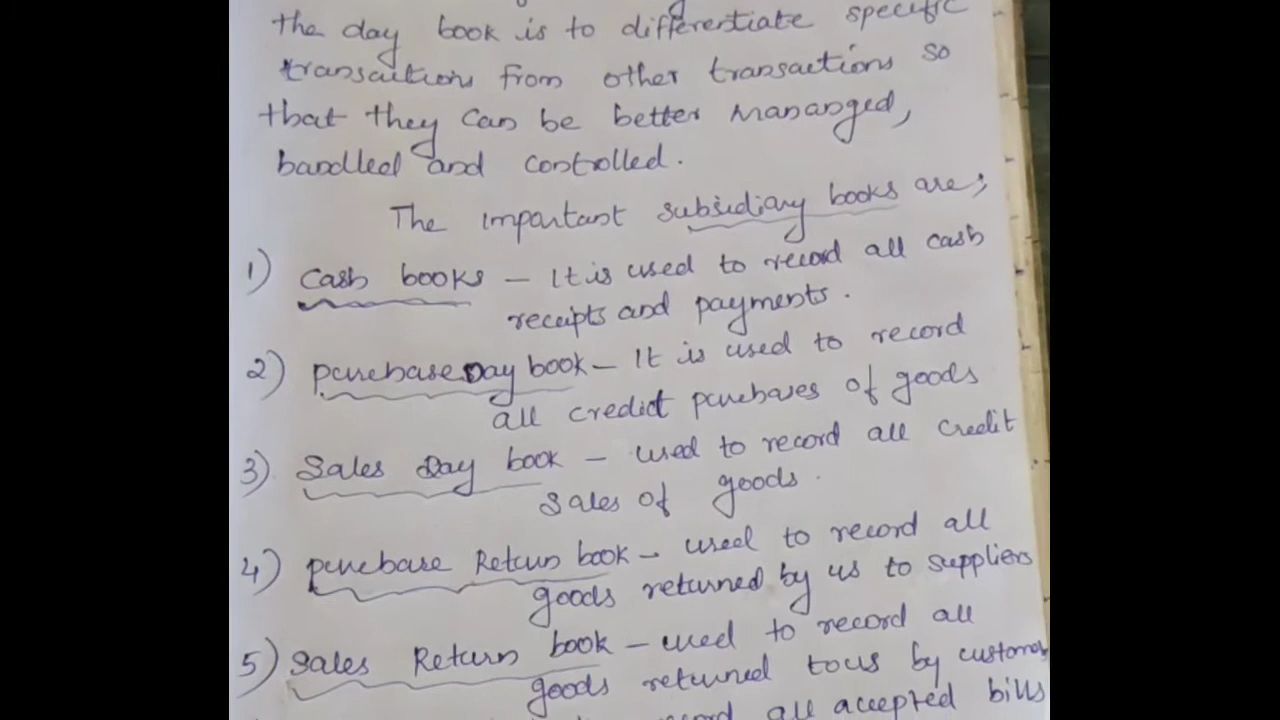 the day book is to differentiate specific
transactions from other transactions so
that they can be better mananged,
handled and controlled.
The important subsidiary books are;
1) Cash books – It is used to record all cash
receipts and payments.
2) purchase Day book – It is used to record
all credict purchases of goods
3) Sales Day book – used to record all credit
sales of goods.
4) purchase Return book – used to record all
goods returned by us to suppliers
5) Sales Return book – used to record all
goods returned to us by customers
record all accepted bills